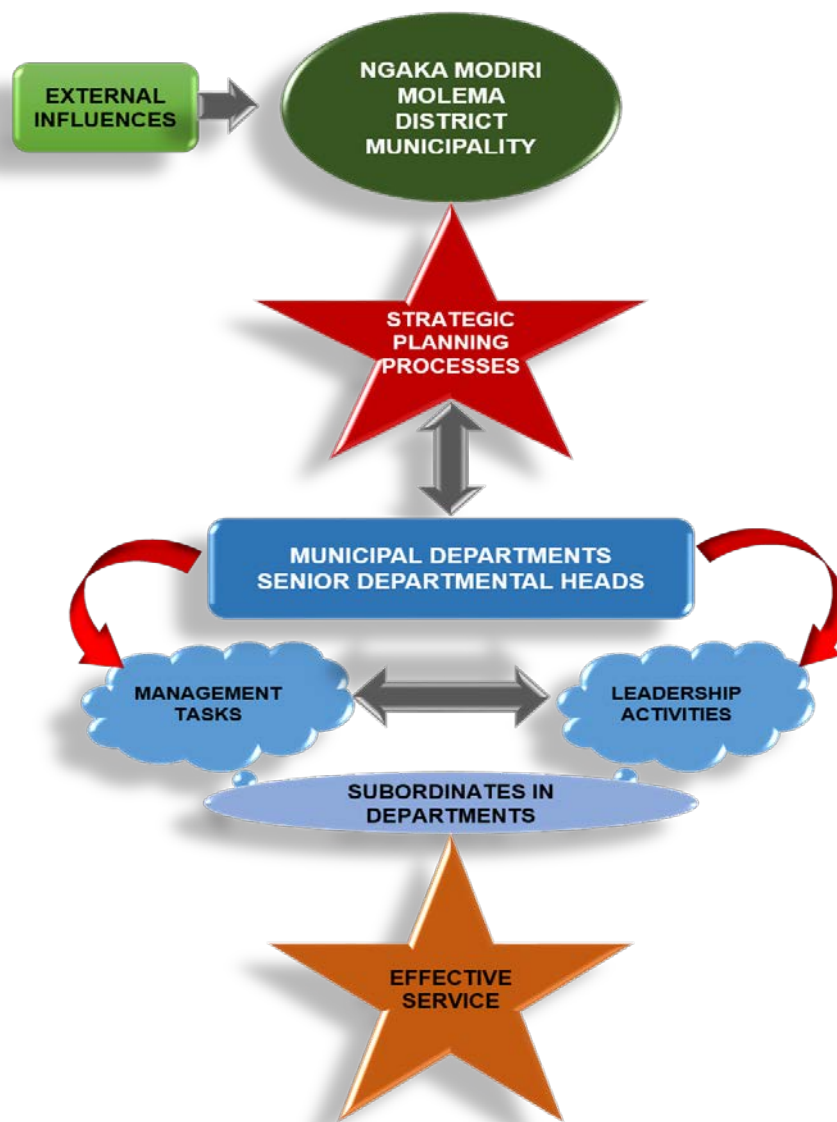 EXTERNAL
INFLUENCES
NGAKA MODIRI
MOLEMA
DISTRICT
MUNICIPALITY
STRATEGIC
PLANNING
PROCESSES
MUNICIPAL DEPARTMENTS
SENIOR DEPARTMENTAL HEADS
MANAGEMENT
TASKS
LEADERSHIP
ACTIVITIES
SUBORDINATES IN
DEPARTMENTS
EFFECTIVE
SERVICE